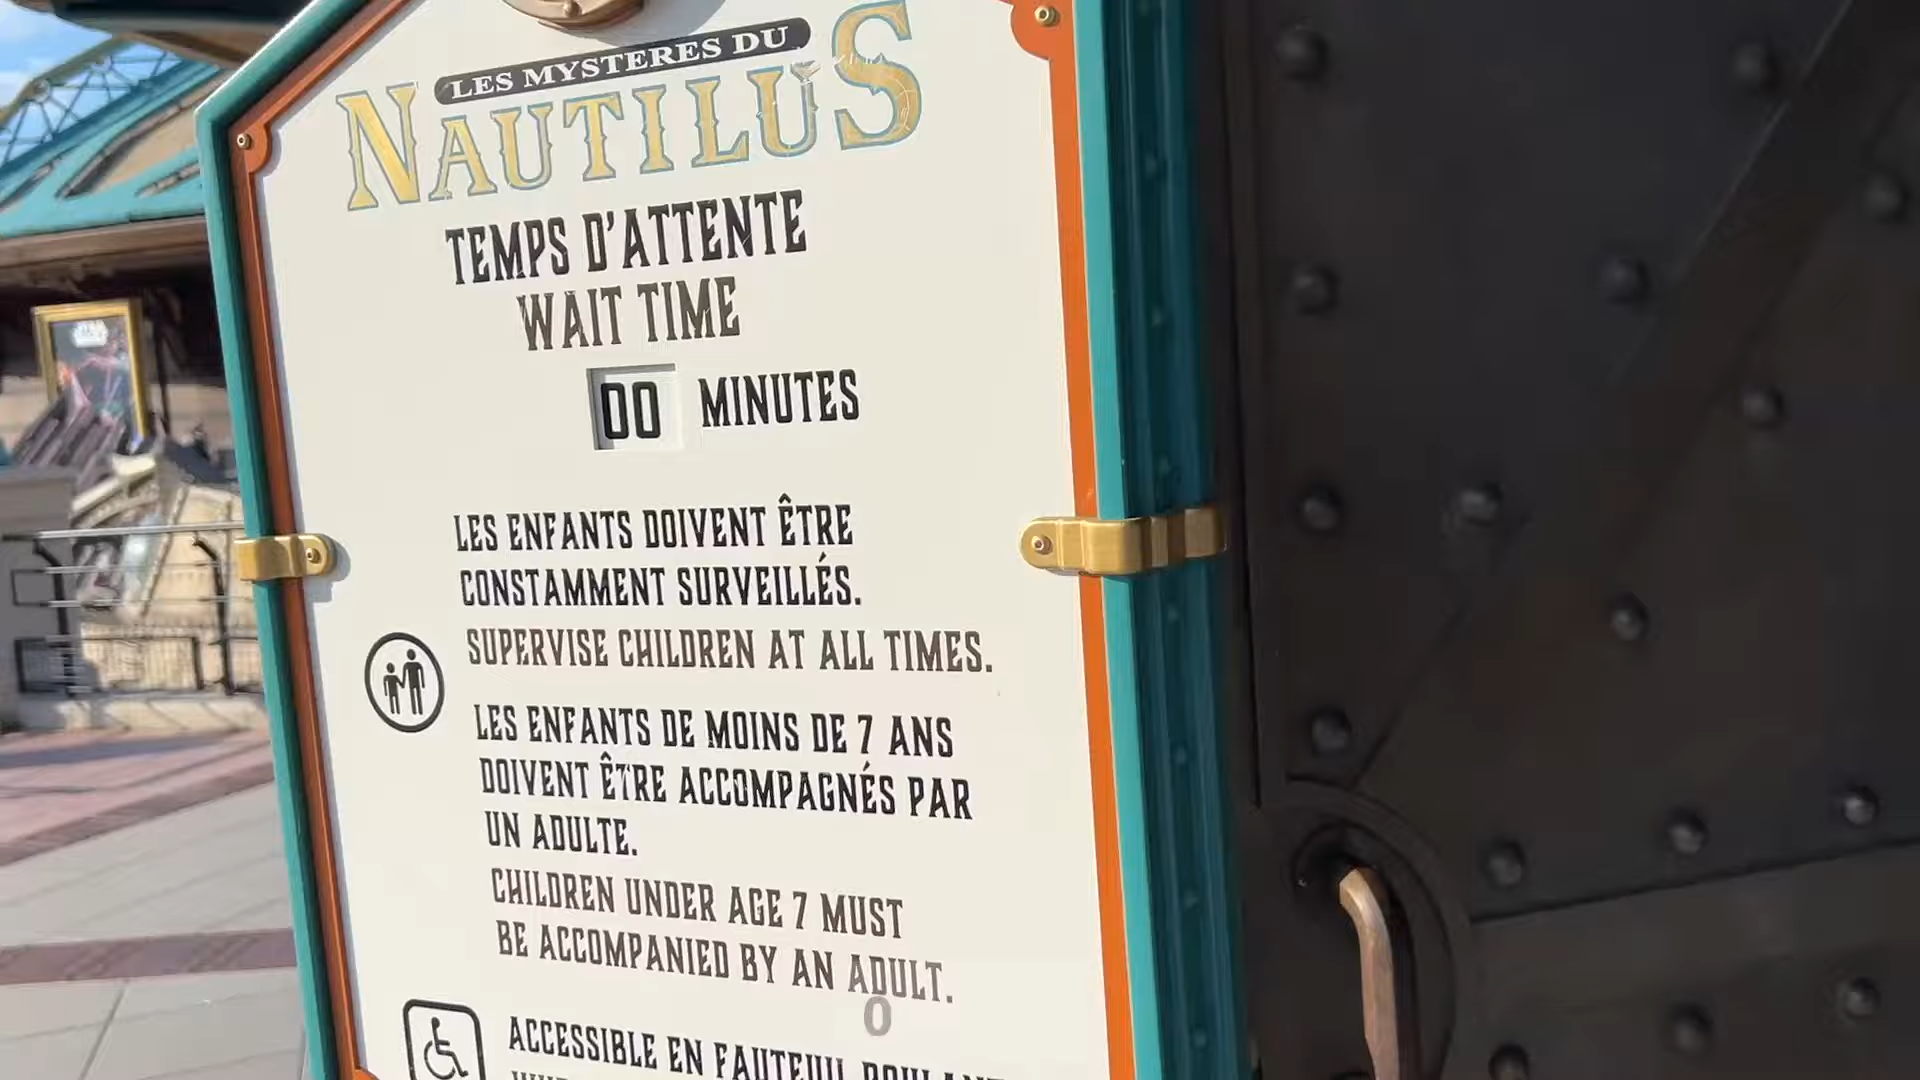 LES MYSTERES DU
NAUTILUS
TEMPS D'ATTENTE
WAIT TIME
00 MINUTES
LES ENFANTS DOIVENT ÊTRE
CONSTAMMENT SURVEILLÉS.
SUPERVISE CHILDREN AT ALL TIMES.
LES ENFANTS DE MOINS DE 7 ANS
DOIVENT ÊTRE ACCOMPAGNÉS PAR
UN ADULTE.
CHILDREN UNDER AGE 7 MUST
BE ACCOMPANIED BY AN ADULT.
O
ACCESSIBLE EN FAUTEUIL ROULANT